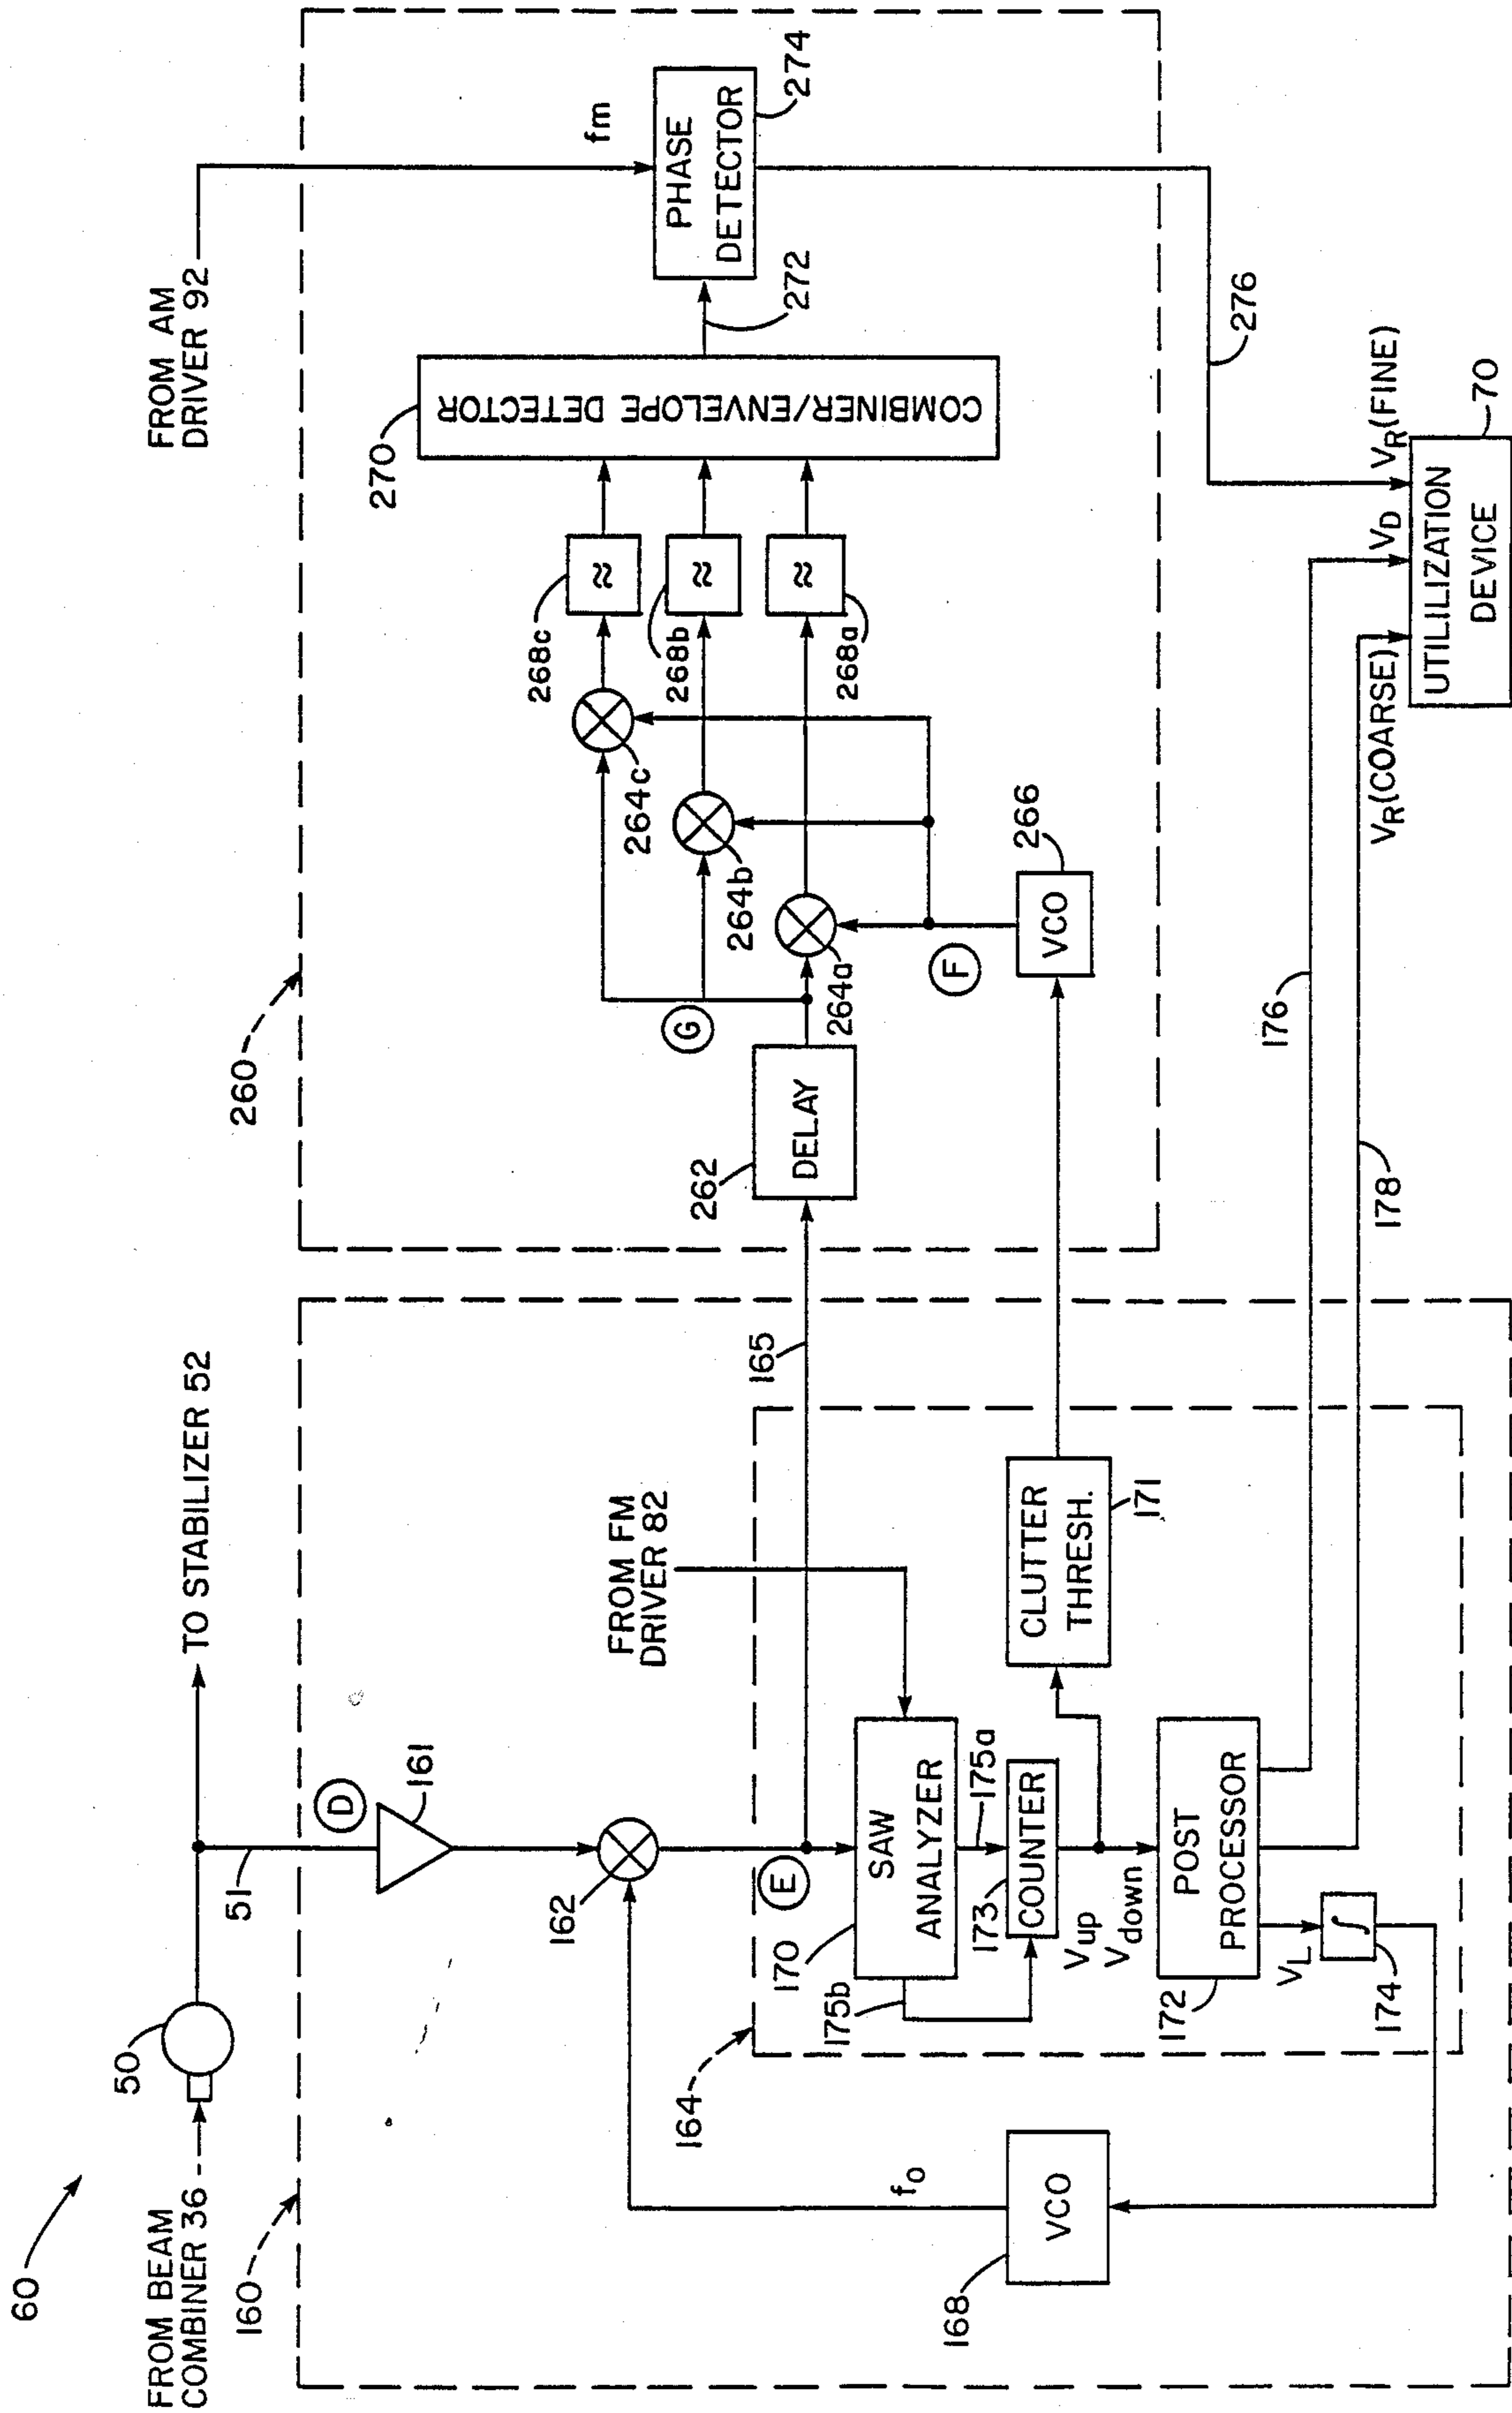 60
FROM BEAM
COMBINER 36
50
51
TO STABILIZER 52
FROM AM
DRIVER 92
160
D
161
162
E
165
FROM FM
DRIVER 82
164
170
SAW
ANALYZER
175a
175b
173
COUNTER
Vup
Vdown
CLUTTER
THRESH.
171
172
POST
PROCESSOR
VL
∫
174
168
VCO
fo
260
262
DELAY
G
264a
264b
264c
F
VCO
266
268c
≈
268b
≈
268a
≈
270
COMBINER/ENVELOPE DETECTOR
272
fm
PHASE
DETECTOR
274
276
176
178
VR(COARSE)
VD
VR(FINE)
UTILILIZATION
DEVICE
70